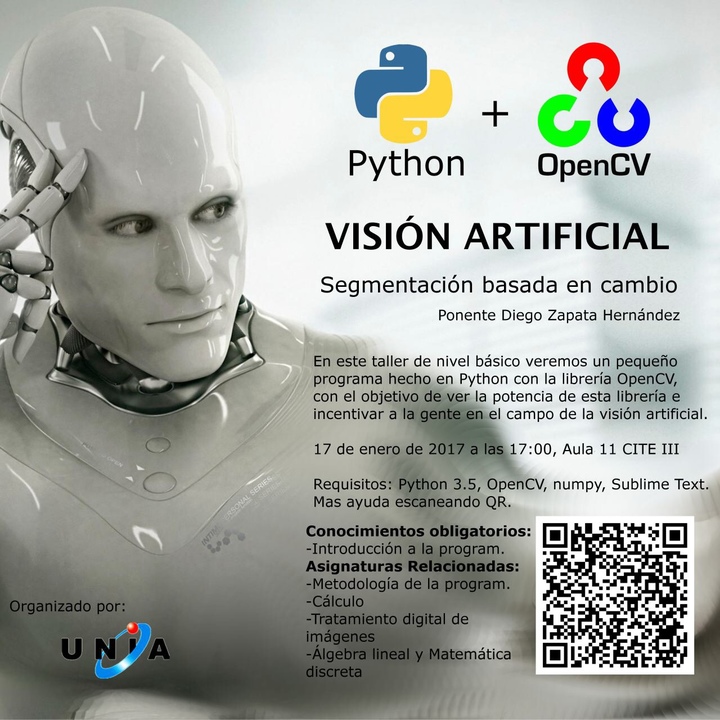 Python
+
OpenCV
VISIÓN ARTIFICIAL
Segmentación basada en cambio
Ponente Diego Zapata Hernández
En este taller de nivel básico veremos un pequeño
programa hecho en Python con la librería OpenCV,
con el objetivo de ver la potencia de esta librería e
incentivar a la gente en el campo de la visión artificial.
17 de enero de 2017 a las 17:00, Aula 11 CITE III
Requisitos: Python 3.5, OpenCV, numpy, Sublime Text.
Mas ayuda escaneando QR.
Conocimientos obligatorios:
-Introducción a la program.
Asignaturas Relacionadas:
-Metodología de la program.
-Cálculo
-Tratamiento digital de
imágenes
-Álgebra lineal y Matemática
discreta
Organizado por:
UNIA